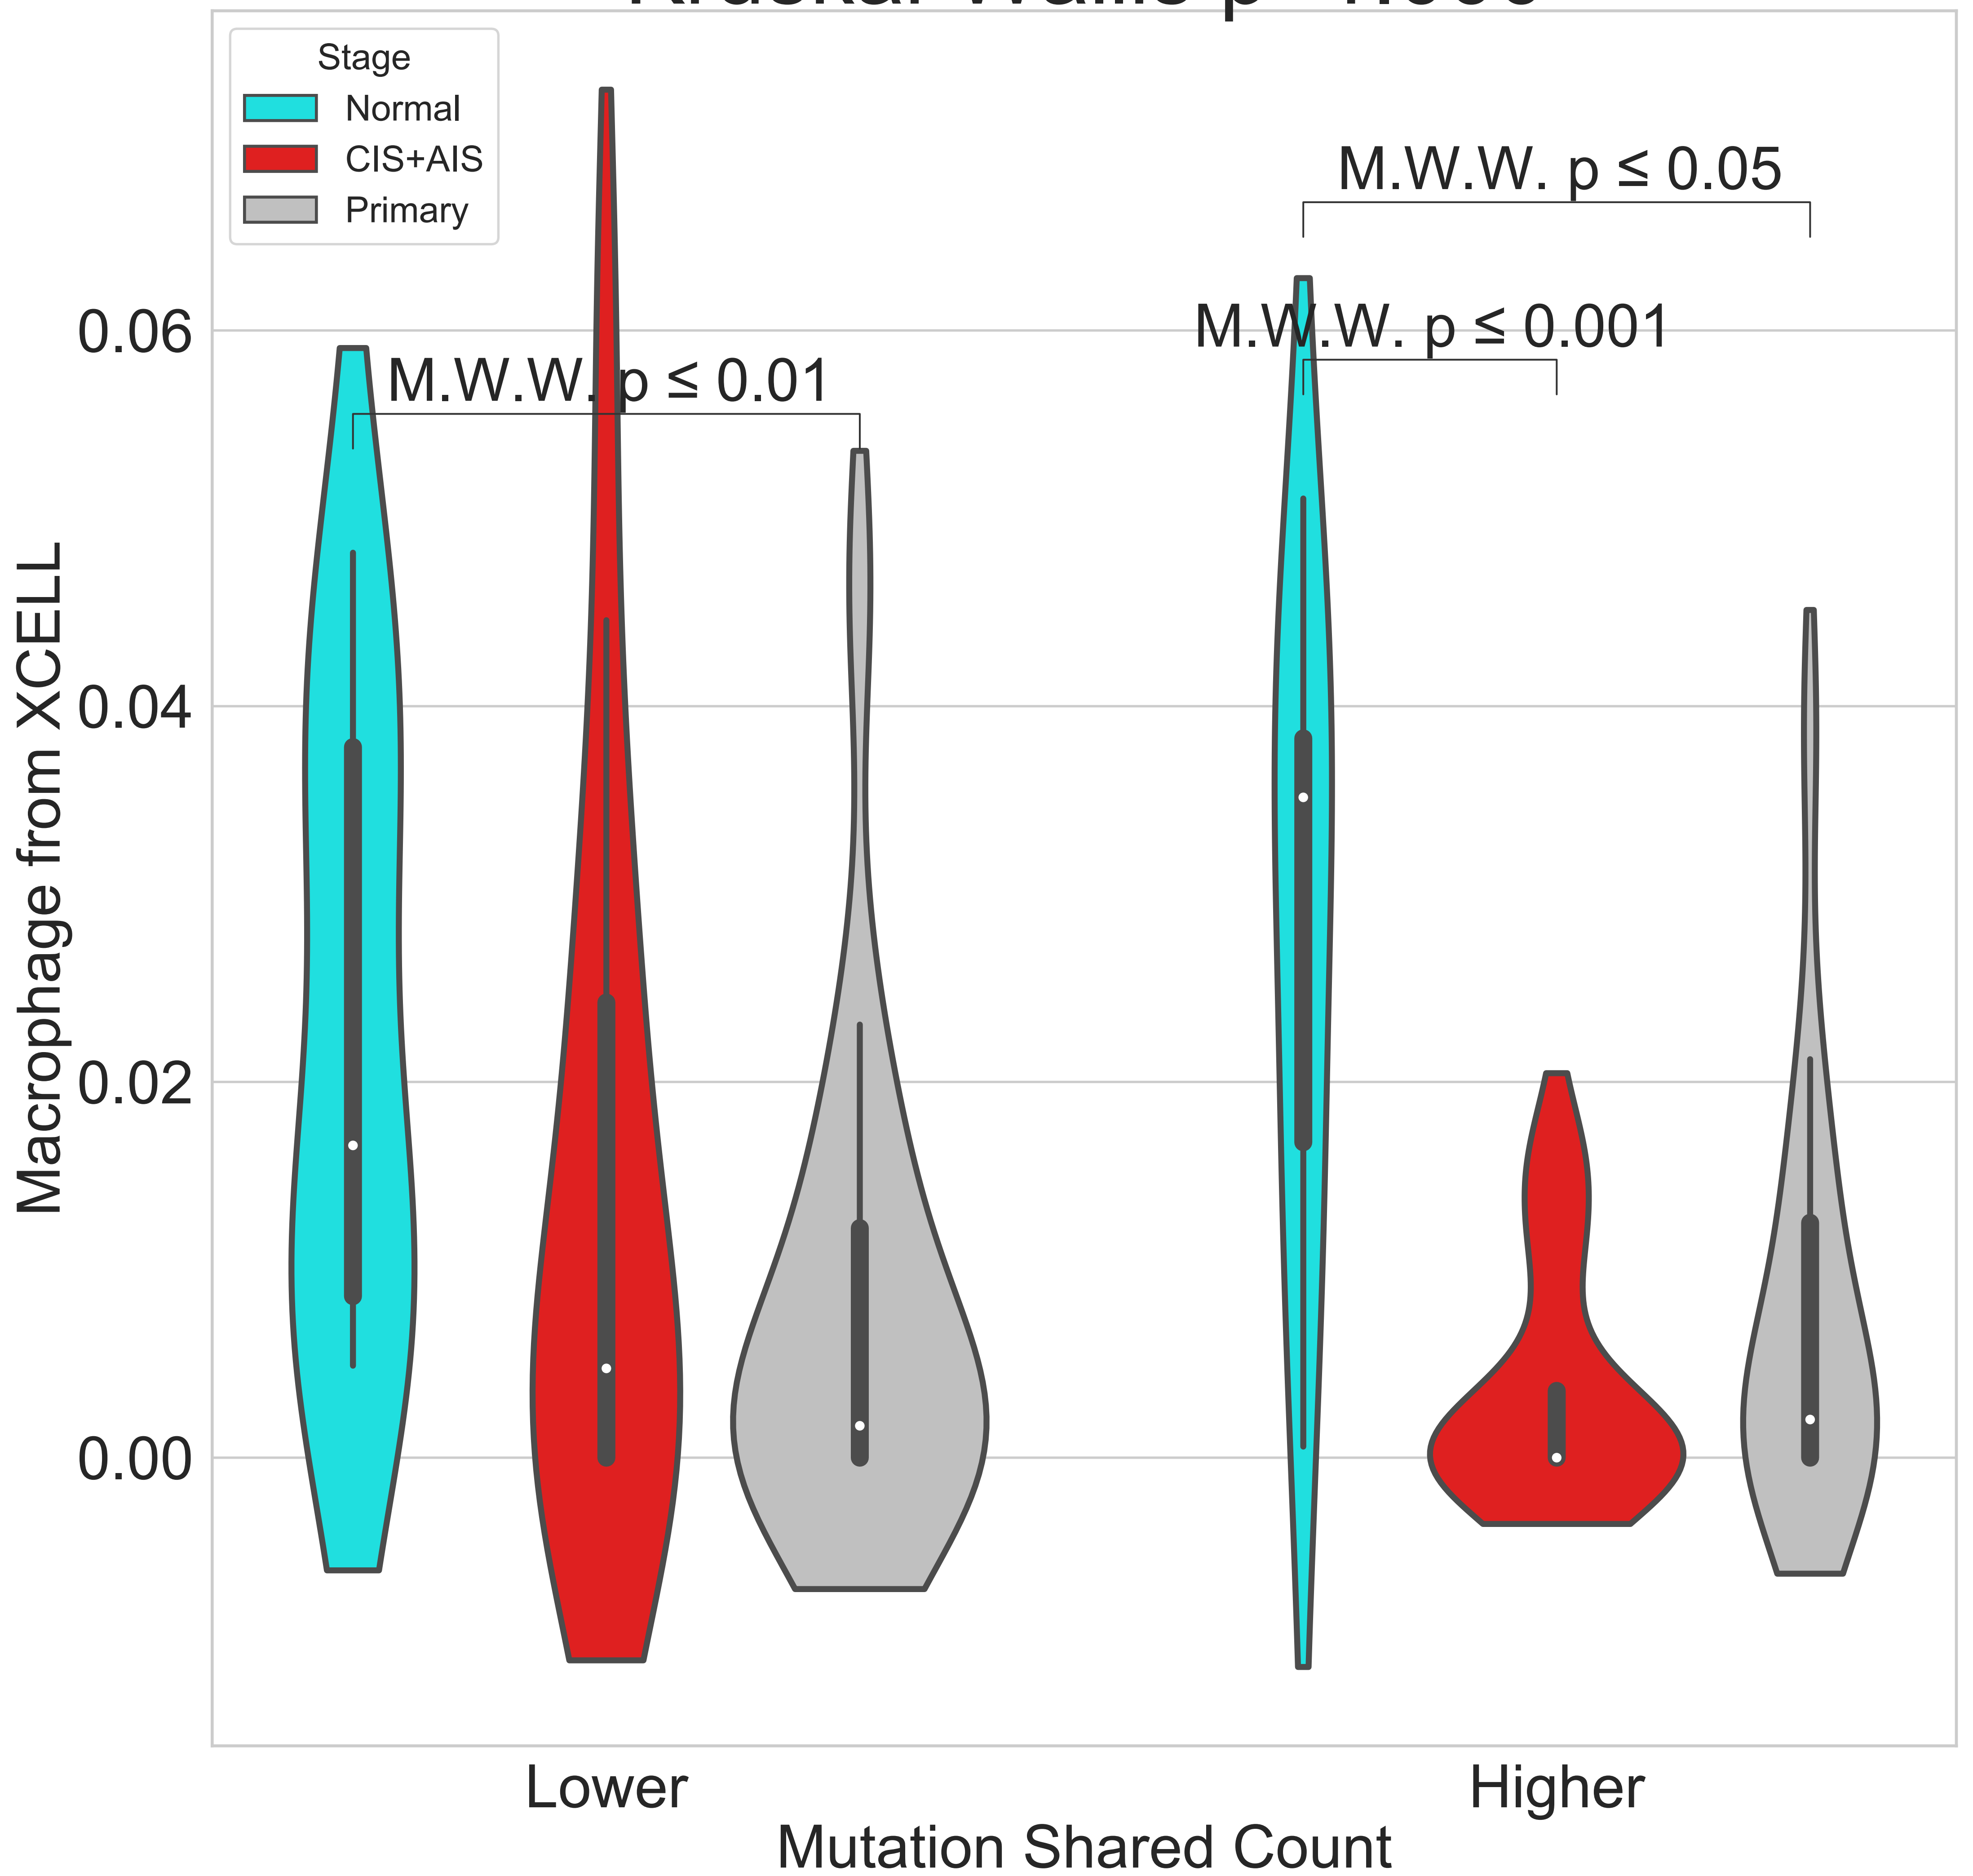 Stage
Normal
CIS+AIS
Primary
M.W.W. p ≤ 0.05
M.W.W. p ≤ 0.001
M.W.W. p ≤ 0.01
0.06
0.04
0.02
0.00
Macrophage from XCELL
Lower
Higher
Mutation Shared Count